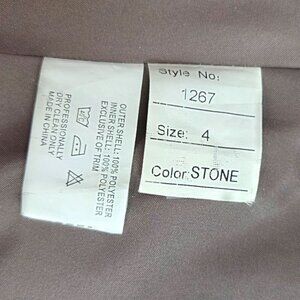 OUTER SHELL: 100% POLYESTER
INNER SHELL: 100% POLYESTER
EXCLUSIVE OF TRIM
PROFESSIONALLY
DRY CLEAN ONLY
MADE IN CHINA
Style No:
1267
Size: 4
Color: STONE